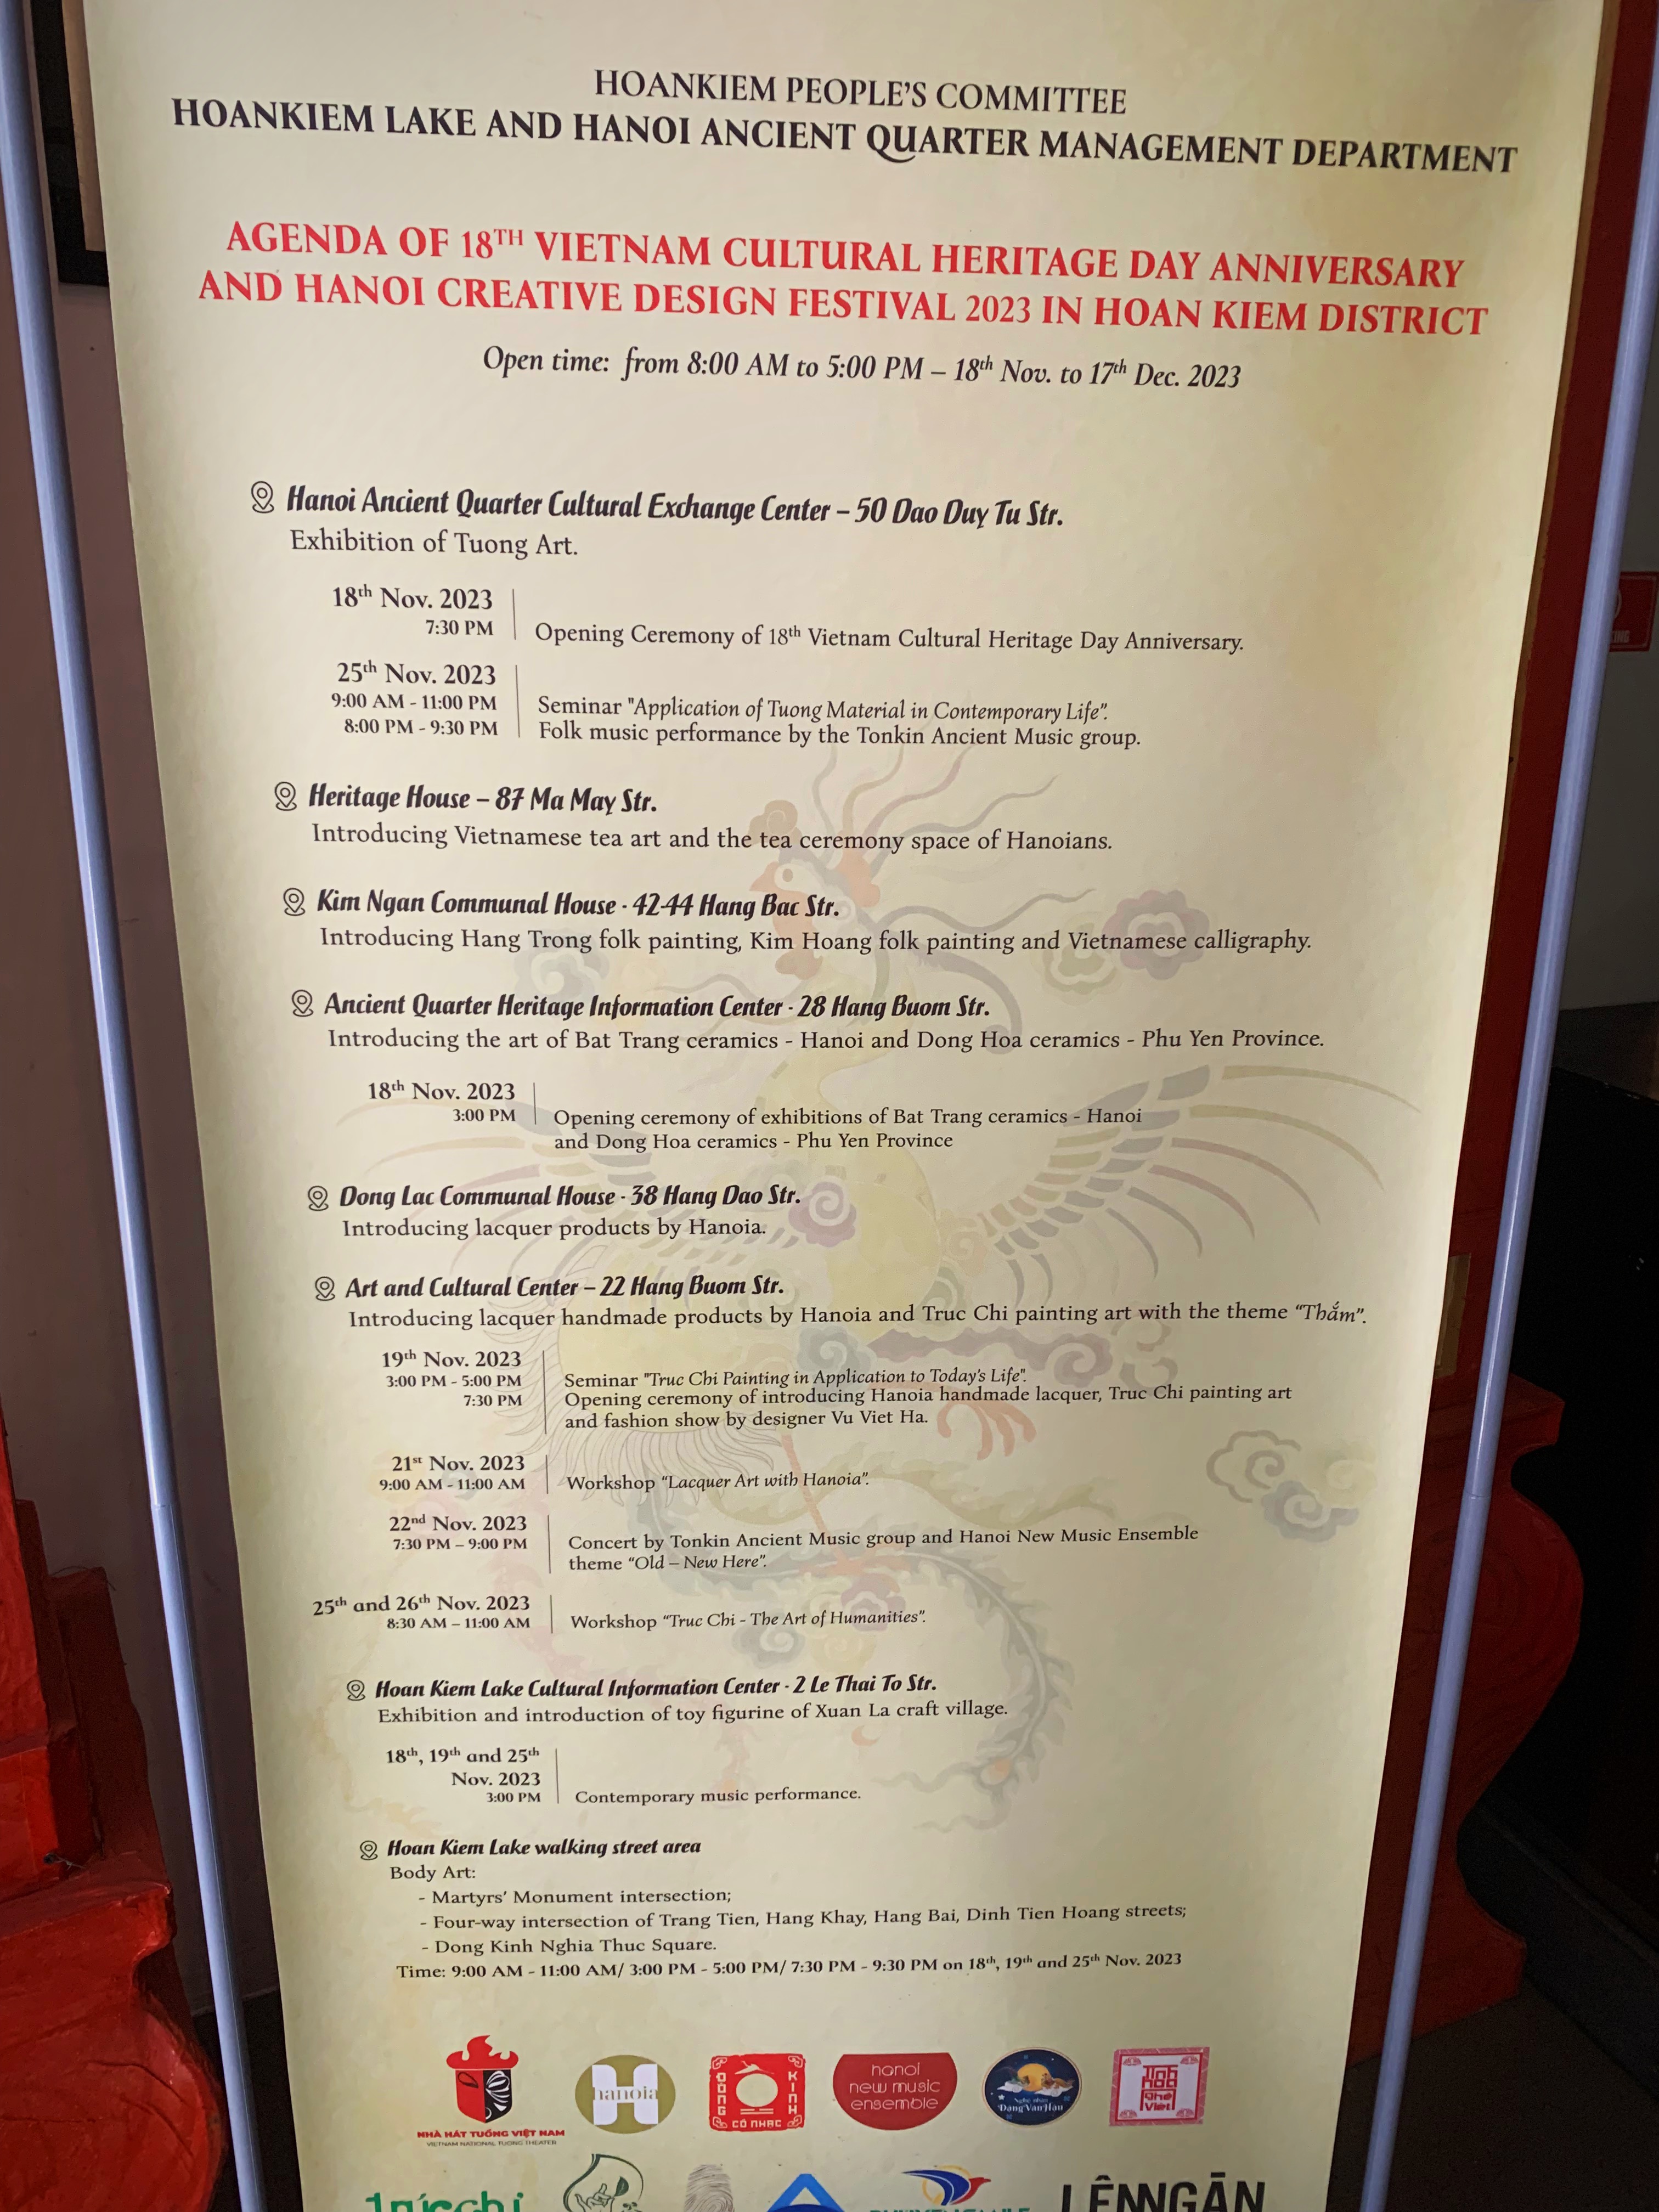 HOANKIEM PEOPLE'S COMMITTEE
HOANKIEM LAKE AND HANOI ANCIENT QUARTER MANAGEMENT DEPARTMENT
AGENDA OF 18TH VIETNAM CULTURAL HERITAGE DAY ANNIVERSARY
AND HANOI CREATIVE DESIGN FESTIVAL 2023 IN HOAN KIEM DISTRICT
Open time: from 8:00 AM to 5:00 PM – 18th Nov. to 17th Dec. 2023
Hanoi Ancient Quarter Cultural Exchange Center – 50 Dao Duy Tu Str.
Exhibition of Tuong Art.
18th Nov. 2023
7:30 PM Opening Ceremony of 18th Vietnam Cultural Heritage Day Anniversary.
25th Nov. 2023
9:00 AM - 11:00 PM Seminar "Application of Tuong Material in Contemporary Life".
8:00 PM - 9:30 PM Folk music performance by the Tonkin Ancient Music group.
Heritage House – 87 Ma May Str.
Introducing Vietnamese tea art and the tea ceremony space of Hanoians.
Kim Ngan Communal House - 42-44 Hang Bac Str.
Introducing Hang Trong folk painting, Kim Hoang folk painting and Vietnamese calligraphy.
Ancient Quarter Heritage Information Center - 28 Hang Buom Str.
Introducing the art of Bat Trang ceramics - Hanoi and Dong Hoa ceramics - Phu Yen Province.
18th Nov. 2023
3:00 PM Opening ceremony of exhibitions of Bat Trang ceramics - Hanoi
and Dong Hoa ceramics - Phu Yen Province
Dong Lac Communal House - 38 Hang Dao Str.
Introducing lacquer products by Hanoia.
Art and Cultural Center – 22 Hang Buom Str.
Introducing lacquer handmade products by Hanoia and Truc Chi painting art with the theme “Thắm”.
19th Nov. 2023
3:00 PM - 5:00 PM Seminar "Truc Chi Painting in Application to Today's Life".
7:30 PM Opening ceremony of introducing Hanoia handmade lacquer, Truc Chi painting art
and fashion show by designer Vu Viet Ha.
21st Nov. 2023
9:00 AM - 11:00 AM Workshop “Lacquer Art with Hanoia”.
22nd Nov. 2023
7:30 PM – 9:00 PM Concert by Tonkin Ancient Music group and Hanoi New Music Ensemble
theme “Old – New Here”.
25th and 26th Nov. 2023
8:30 AM – 11:00 AM Workshop “Truc Chi - The Art of Humanities”.
Hoan Kiem Lake Cultural Information Center - 2 Le Thai To Str.
Exhibition and introduction of toy figurine of Xuan La craft village.
18th, 19th and 25th
Nov. 2023
3:00 PM Contemporary music performance.
Hoan Kiem Lake walking street area
Body Art:
- Martyrs' Monument intersection;
- Four-way intersection of Trang Tien, Hang Khay, Hang Bai, Dinh Tien Hoang streets;
- Dong Kinh Nghia Thuc Square.
Time: 9:00 AM - 11:00 AM/ 3:00 PM - 5:00 PM/ 7:30 PM - 9:30 PM on 18th, 19th and 25th Nov. 2023
NHÀ HÁT TUỒNG VIỆT NAM
VIETNAM NATIONAL TUONG THEATER
hanoia
ĐÔNG KINH
CỔ NHẠC
hanoi
new music
ensemble
Nghệ nhân
Đặng Văn Hậu
Tinh Hoa
Nghề
Việt
trúc chỉ
LÊN NGÀN